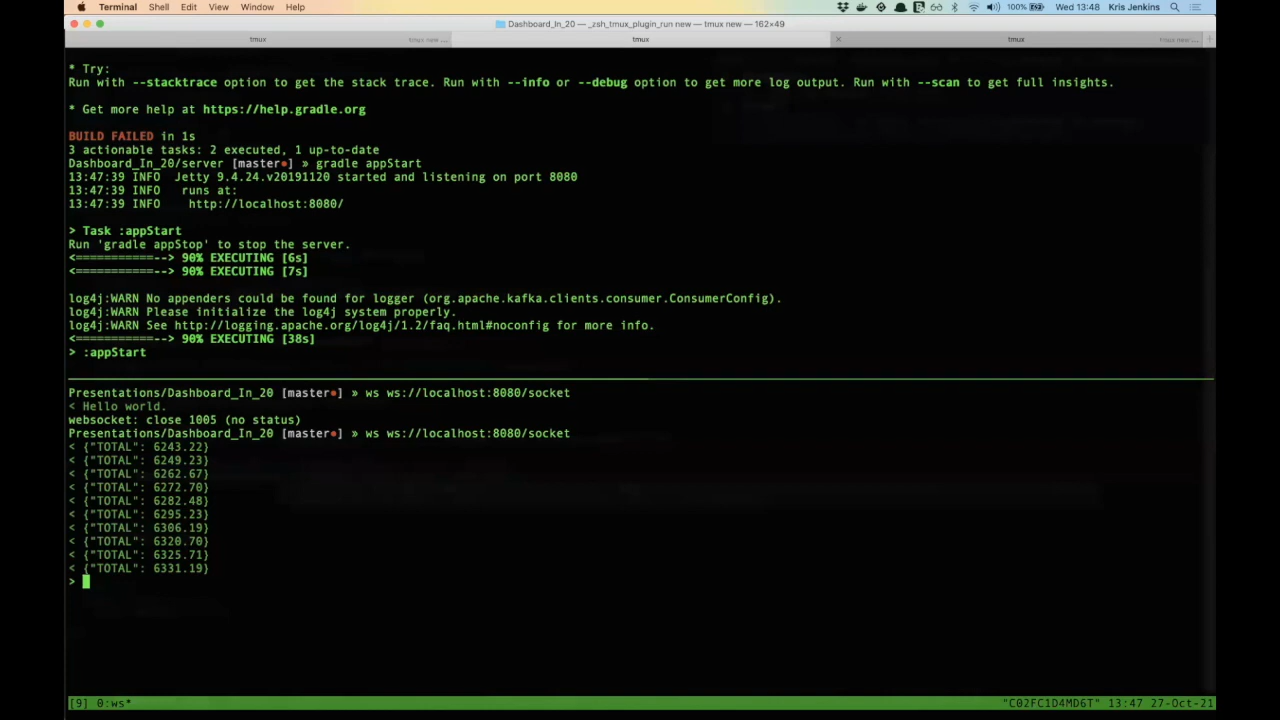 Terminal Shell Edit View Window Help 100% Wed 13:48 Kris Jenkins
Dashboard_In_20 — _zsh_tmux_plugin_run new — tmux new — 162×49
tmux tmux new ... tmux tmux tmux new ...
* Try:
Run with --stacktrace option to get the stack trace. Run with --info or --debug option to get more log output. Run with --scan to get full insights.
* Get more help at https://help.gradle.org
BUILD FAILED in 1s
3 actionable tasks: 2 executed, 1 up-to-date
Dashboard_In_20/server [master●] » gradle appStart
13:47:39 INFO  Jetty 9.4.24.v20191120 started and listening on port 8080
13:47:39 INFO   runs at:
13:47:39 INFO    http://localhost:8080/
> Task :appStart
Run 'gradle appStop' to stop the server.
<===========--> 90% EXECUTING [6s]
<===========--> 90% EXECUTING [7s]
log4j:WARN No appenders could be found for logger (org.apache.kafka.clients.consumer.ConsumerConfig).
log4j:WARN Please initialize the log4j system properly.
log4j:WARN See http://logging.apache.org/log4j/1.2/faq.html#noconfig for more info.
<===========--> 90% EXECUTING [38s]
> :appStart
Presentations/Dashboard_In_20 [master●] » ws ws://localhost:8080/socket
< Hello world.
websocket: close 1005 (no status)
Presentations/Dashboard_In_20 [master●] » ws ws://localhost:8080/socket
< {"TOTAL": 6243.22}
< {"TOTAL": 6249.23}
< {"TOTAL": 6262.67}
< {"TOTAL": 6272.70}
< {"TOTAL": 6282.48}
< {"TOTAL": 6295.23}
< {"TOTAL": 6306.19}
< {"TOTAL": 6320.70}
< {"TOTAL": 6325.71}
< {"TOTAL": 6331.19}
>
[9] 0:ws* "C02FC1D4MD6T" 13:47 27-Oct-21